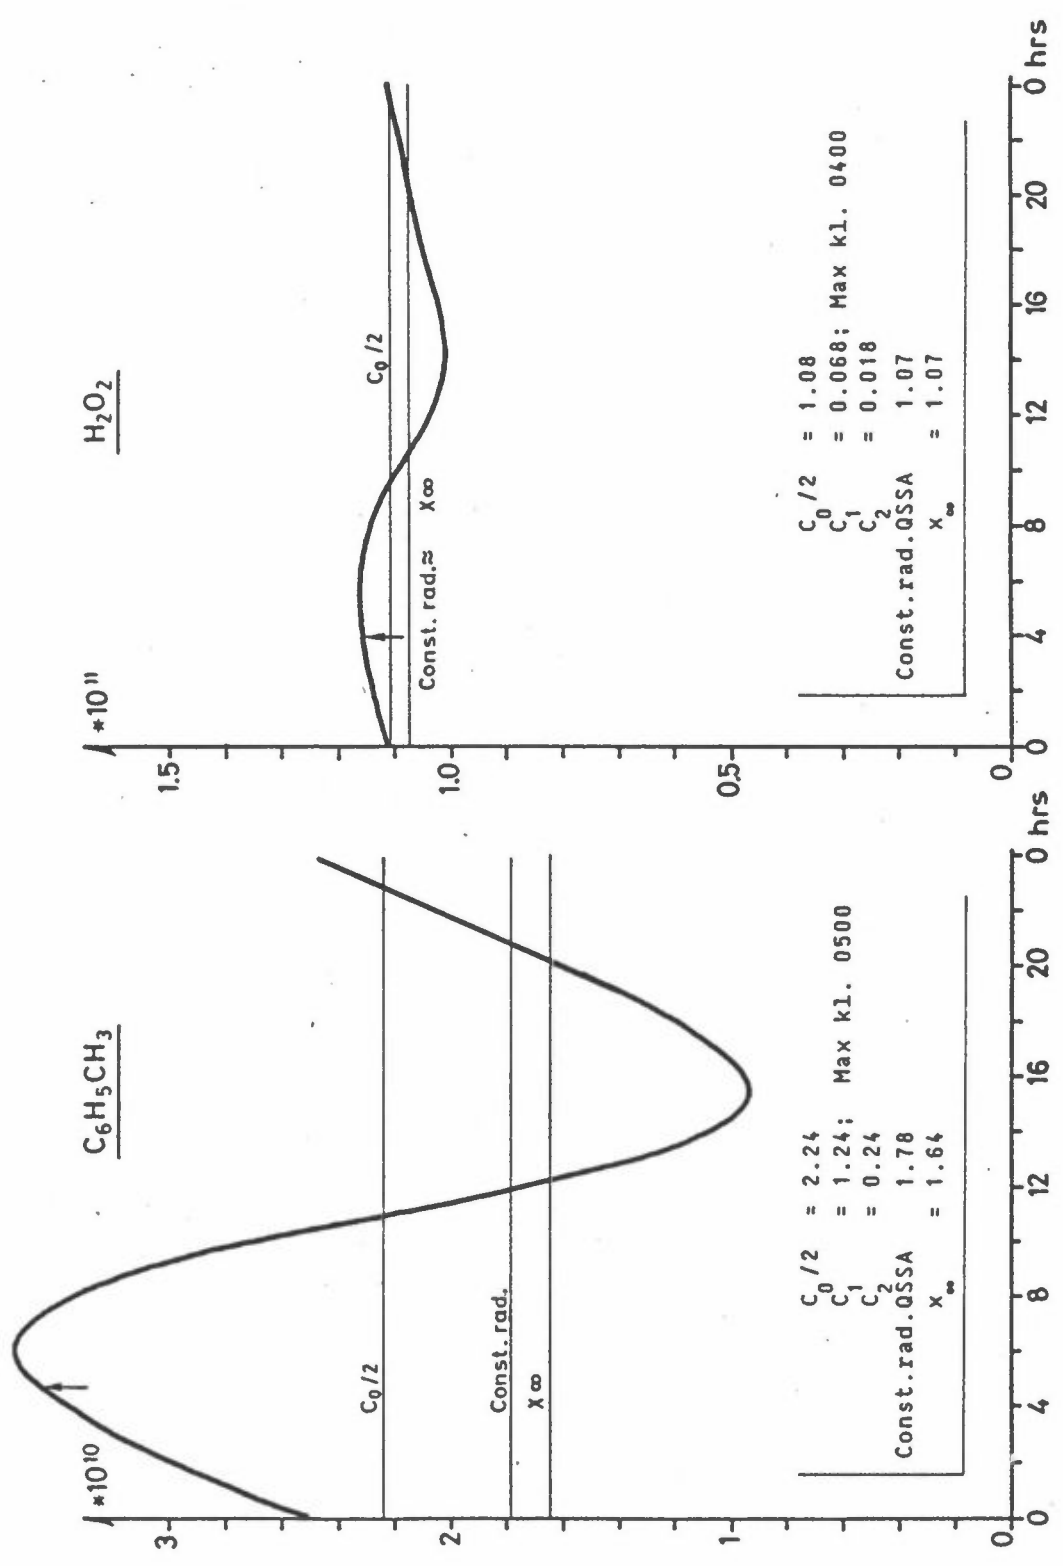 C₆H₅CH₃
*10¹⁰
3
2
1
0
C₀/2
Const.rad.
X∞
C₀/2 = 2.24
C₁ = 1.24; Max kl. 0500
C₂ = 0.24
Const.rad.QSSA 1.78
x∞ = 1.64
0 4 8 12 16 20 0 hrs
H₂O₂
*10¹¹
1.5
1.0
0.5
0
C₀/2
Const. rad.≈ X∞
C₀/2 = 1.08
C₁ = 0.068; Max kl. 0400
C₂ = 0.018
Const.rad.QSSA 1.07
x∞ = 1.07
0 4 8 12 16 20 0 hrs